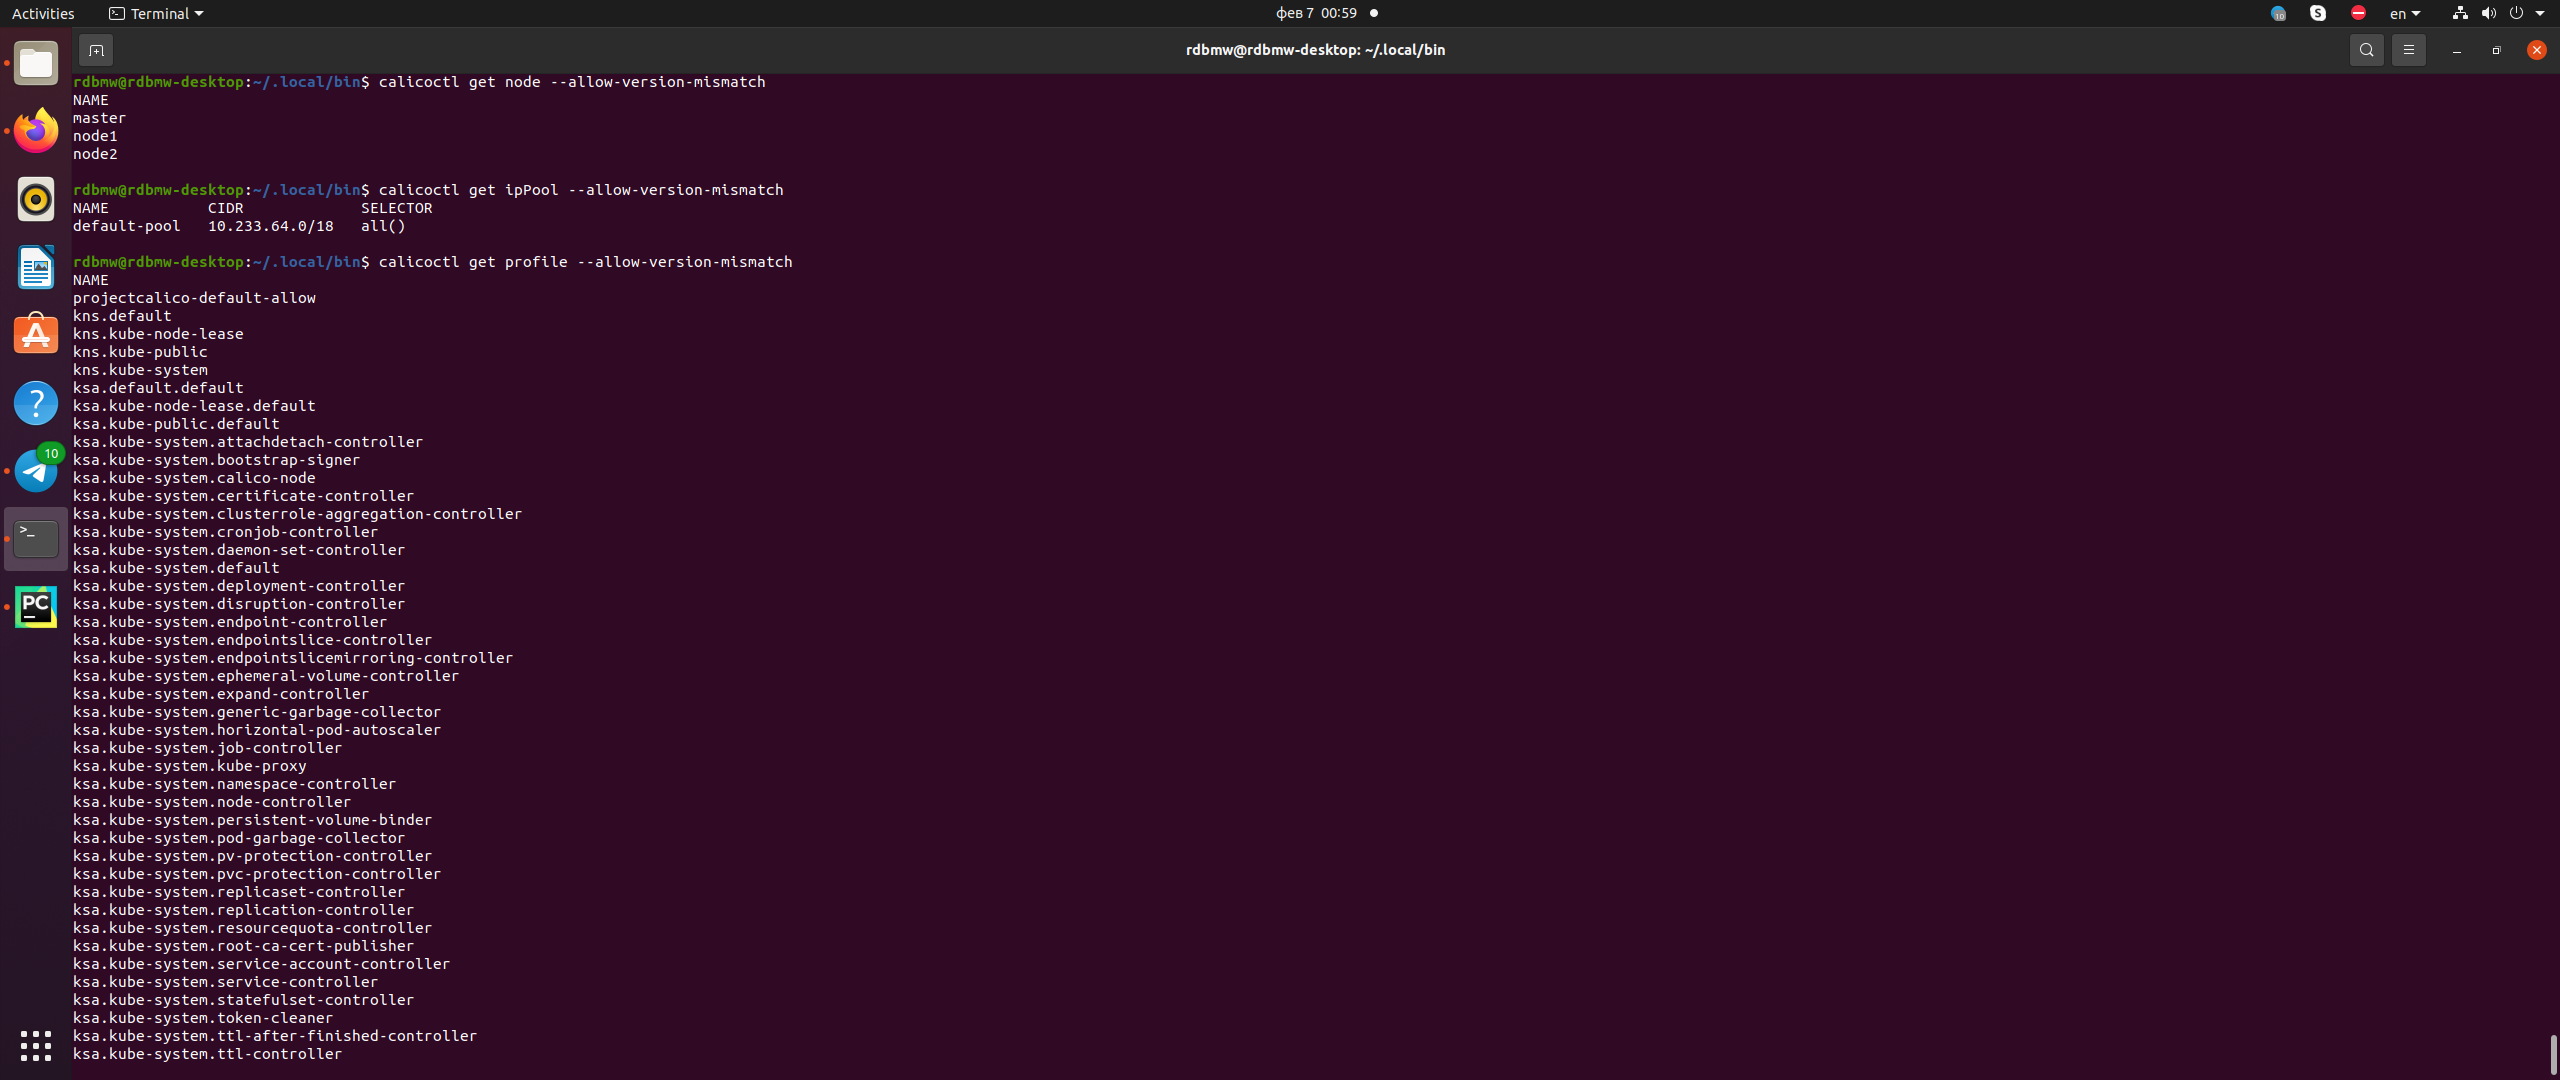 Activities Terminal фев 7 00:59 en
rdbmw@rdbmw-desktop: ~/.local/bin
rdbmw@rdbmw-desktop:~/.local/bin$ calicoctl get node --allow-version-mismatch
NAME
master
node1
node2
rdbmw@rdbmw-desktop:~/.local/bin$ calicoctl get ipPool --allow-version-mismatch
NAME CIDR SELECTOR
default-pool 10.233.64.0/18 all()
rdbmw@rdbmw-desktop:~/.local/bin$ calicoctl get profile --allow-version-mismatch
NAME
projectcalico-default-allow
kns.default
kns.kube-node-lease
kns.kube-public
kns.kube-system
ksa.default.default
ksa.kube-node-lease.default
ksa.kube-public.default
ksa.kube-system.attachdetach-controller
ksa.kube-system.bootstrap-signer
ksa.kube-system.calico-node
ksa.kube-system.certificate-controller
ksa.kube-system.clusterrole-aggregation-controller
ksa.kube-system.cronjob-controller
ksa.kube-system.daemon-set-controller
ksa.kube-system.default
ksa.kube-system.deployment-controller
ksa.kube-system.disruption-controller
ksa.kube-system.endpoint-controller
ksa.kube-system.endpointslice-controller
ksa.kube-system.endpointslicemirroring-controller
ksa.kube-system.ephemeral-volume-controller
ksa.kube-system.expand-controller
ksa.kube-system.generic-garbage-collector
ksa.kube-system.horizontal-pod-autoscaler
ksa.kube-system.job-controller
ksa.kube-system.kube-proxy
ksa.kube-system.namespace-controller
ksa.kube-system.node-controller
ksa.kube-system.persistent-volume-binder
ksa.kube-system.pod-garbage-collector
ksa.kube-system.pv-protection-controller
ksa.kube-system.pvc-protection-controller
ksa.kube-system.replicaset-controller
ksa.kube-system.replication-controller
ksa.kube-system.resourcequota-controller
ksa.kube-system.root-ca-cert-publisher
ksa.kube-system.service-account-controller
ksa.kube-system.service-controller
ksa.kube-system.statefulset-controller
ksa.kube-system.token-cleaner
ksa.kube-system.ttl-after-finished-controller
ksa.kube-system.ttl-controller
10
PC